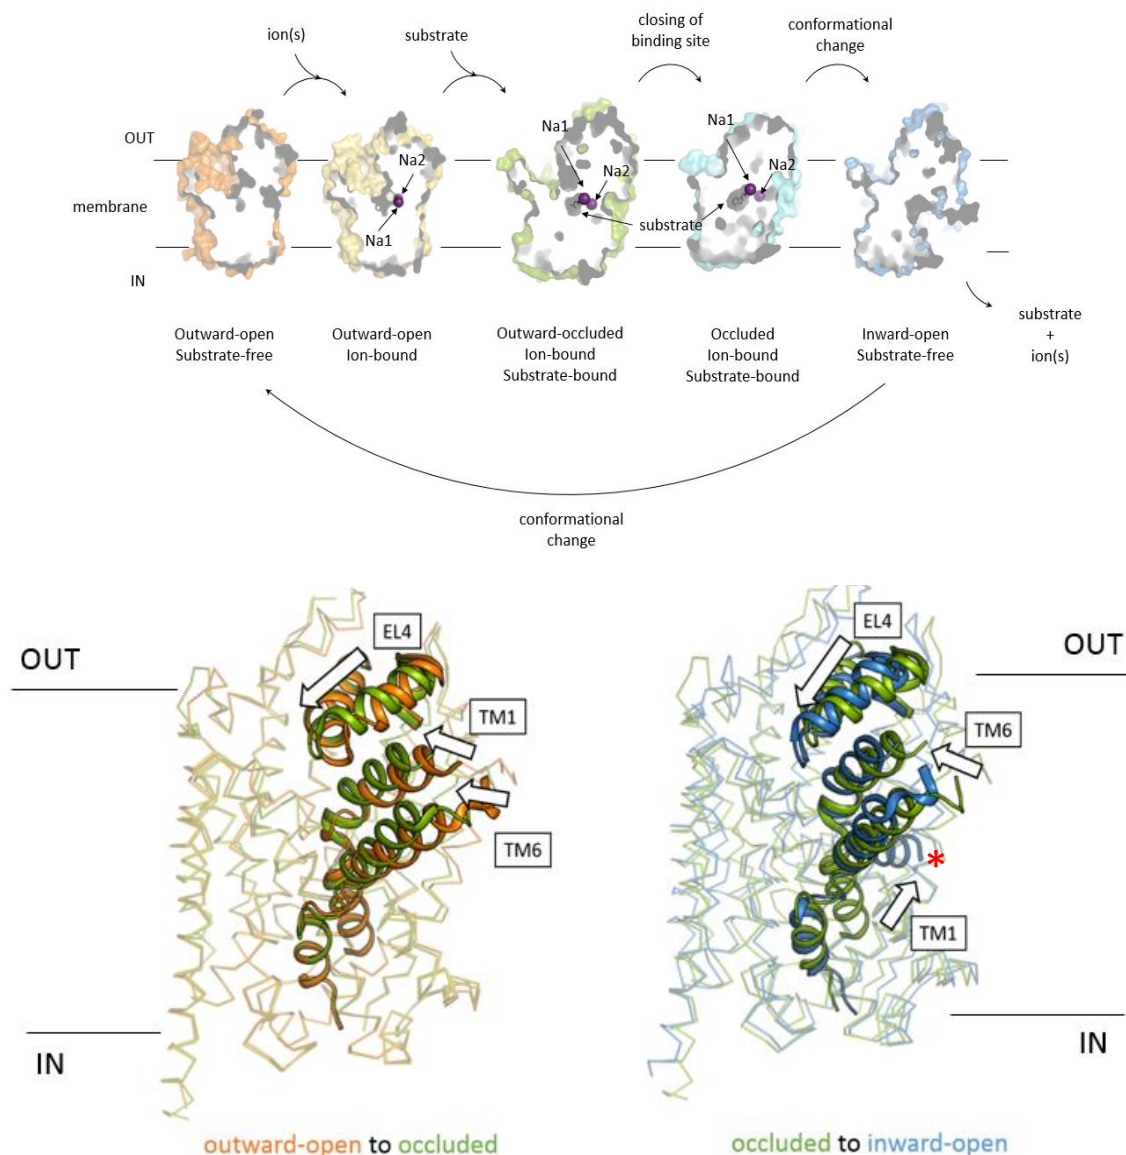 ion(s)
substrate
closing of
binding site
conformational
change
OUT
membrane
IN
Na2
Na1
Na1
Na2
substrate
Na1
Na2
Outward-open
Substrate-free
Outward-open
Ion-bound
Outward-occluded
Ion-bound
Substrate-bound
Occluded
Ion-bound
Substrate-bound
Inward-open
Substrate-free
substrate
+
ion(s)
conformational
change
OUT
EL4
TM1
TM6
IN
outward-open to occluded
EL4
OUT
TM6
*
TM1
IN
occluded to inward-open